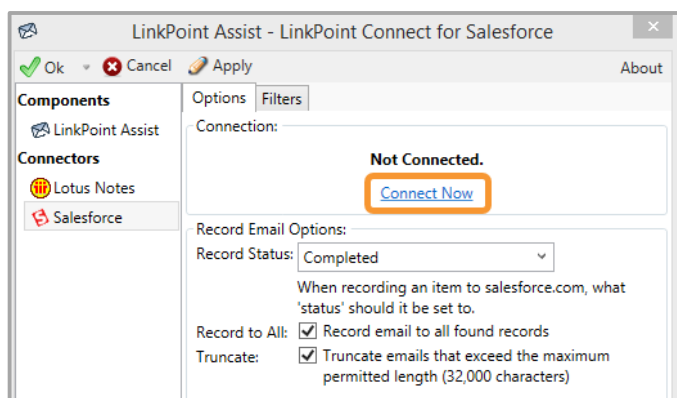 LinkPoint Assist - LinkPoint Connect for Salesforce
Ok Cancel Apply About
Components
LinkPoint Assist
Connectors
Lotus Notes
Salesforce
Options Filters
Connection:
Not Connected.
Connect Now
Record Email Options:
Record Status: Completed
When recording an item to salesforce.com, what
'status' should it be set to.
Record to All: Record email to all found records
Truncate: Truncate emails that exceed the maximum
permitted length (32,000 characters)